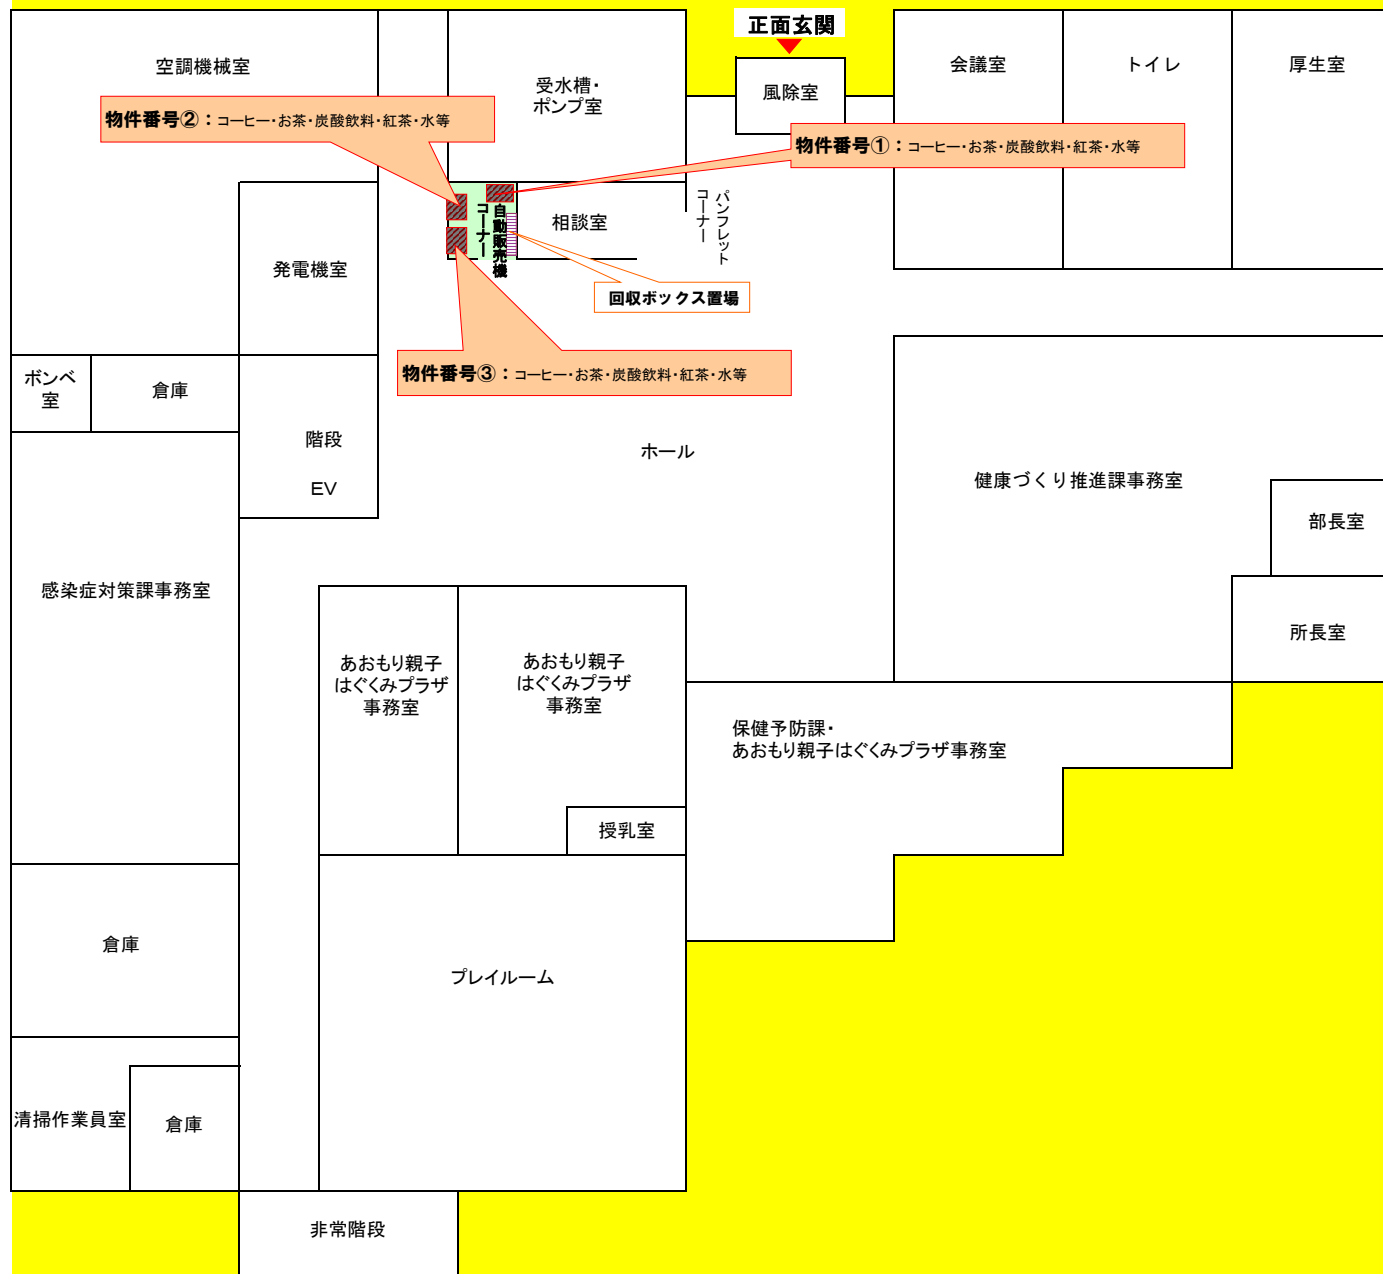 正面玄関
空調機械室
受水槽・
ポンプ室
風除室
会議室
トイレ
厚生室
物件番号②：コーヒー・お茶・炭酸飲料・紅茶・水等
物件番号①：コーヒー・お茶・炭酸飲料・紅茶・水等
自動販売機
コーナー
相談室
パンフレット
コーナー
発電機室
回収ボックス置場
物件番号③：コーヒー・お茶・炭酸飲料・紅茶・水等
ボンベ
室
倉庫
階段
EV
ホール
健康づくり推進課事務室
部長室
感染症対策課事務室
所長室
あおもり親子
はぐくみプラザ
事務室
あおもり親子
はぐくみプラザ
事務室
保健予防課・
あおもり親子はぐくみプラザ事務室
授乳室
倉庫
プレイルーム
清掃作業員室
倉庫
非常階段